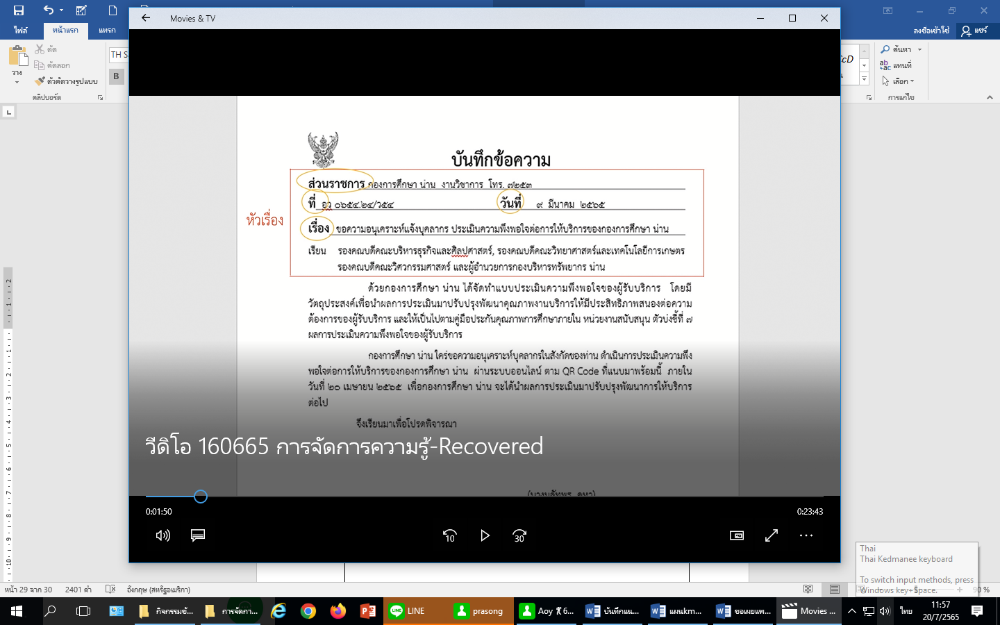 Movies & TV
ไฟล์
หน้าแรก
แทรก
ลงชื่อเข้าใช้
แชร์
วาง
ตัด
คัดลอก
ตัวคัดวางรูปแบบ
คลิปบอร์ด
TH S
B
CcD
ค้นหา
แทนที่
เลือก
การแก้ไข
บันทึกข้อความ
ส่วนราชการ กองการศึกษา น่าน งานวิชาการ โทร. ๗๒๕๓
ที่ อว ๐๖๕๔.๒๔/ว๕๔ วันที่ ๙ มีนาคม ๒๕๖๕
หัวเรื่อง
เรื่อง ขอความอนุเคราะห์แจ้งบุคลากร ประเมินความพึงพอใจต่อการให้บริการของกองการศึกษา น่าน
เรียน รองคณบดีคณะบริหารธุรกิจและศิลปศาสตร์, รองคณบดีคณะวิทยาศาสตร์และเทคโนโลยีการเกษตร
รองคณบดีคณะวิศวกรรมศาสตร์ และผู้อำนวยการกองบริหารทรัพยากร น่าน
ด้วยกองการศึกษา น่าน ได้จัดทำแบบประเมินความพึงพอใจของผู้รับบริการ โดยมี
วัตถุประสงค์เพื่อนำผลการประเมินมาปรับปรุงพัฒนาคุณภาพงานบริการให้มีประสิทธิภาพสนองต่อความ
ต้องการของผู้รับบริการ และให้เป็นไปตามคู่มือประกันคุณภาพการศึกษาภายใน หน่วยงานสนับสนุน ตัวบ่งชี้ที่ ๗
ผลการประเมินความพึงพอใจของผู้รับบริการ
กองการศึกษา น่าน ใคร่ขอความอนุเคราะห์บุคลากรในสังกัดของท่าน ดำเนินการประเมินความพึง
พอใจต่อการให้บริการของกองการศึกษา น่าน ผ่านระบบออนไลน์ ตาม QR Code ที่แนบมาพร้อมนี้ ภายใน
วันที่ ๒๐ เมษายน ๒๕๖๕ เพื่อกองการศึกษา น่าน จะได้นำผลการประเมินมาปรับปรุงพัฒนาการให้บริการ
ต่อไป
จึงเรียนมาเพื่อโปรดพิจารณา
วีดิโอ 160665 การจัดการความรู้-Recovered
0:01:50
0:23:43
10
30
Thai
Thai Kedmanee keyboard
To switch input methods, press
Windows key+Space.
หน้า 29 จาก 30
2401 คำ
อังกฤษ (สหรัฐอเมริกา)
กิจกรรมข้...
การจัดกา...
LINE
prasong
Aoy 6...
บันทึกแน...
แผนkm...
ขอเผยแพ...
Movies ...
ไทย
11:57
20/7/2565